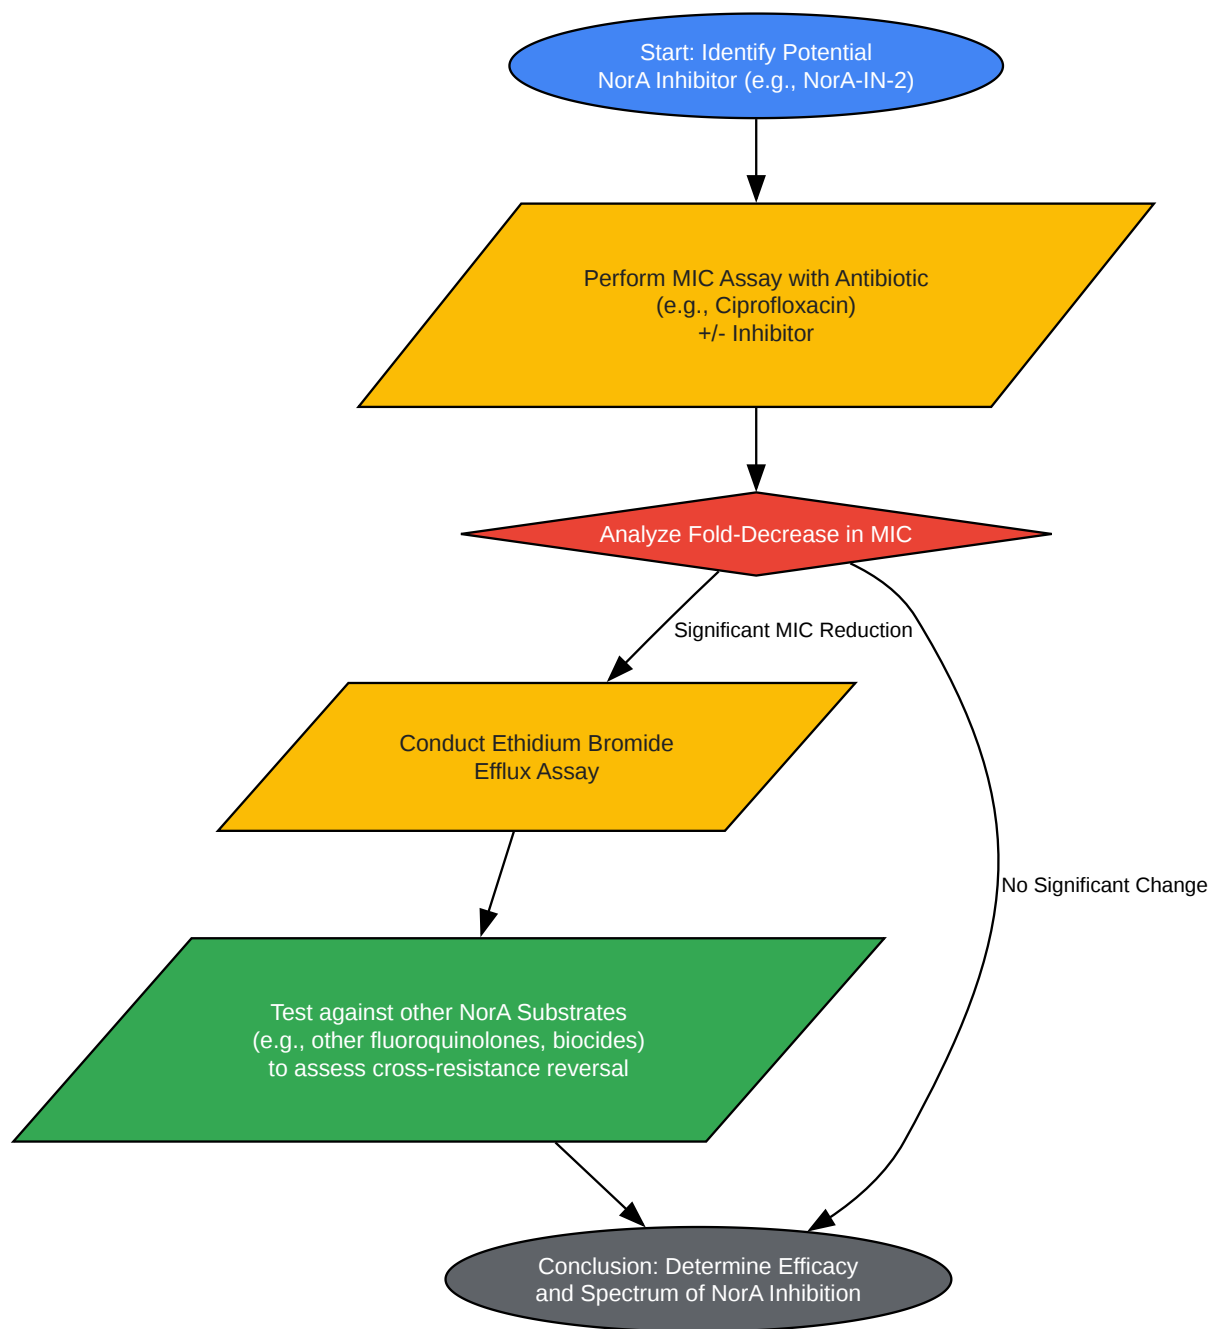 Start: Identify Potential
NorA Inhibitor (e.g., NorA-IN-2)
Perform MIC Assay with Antibiotic
(e.g., Ciprofloxacin)
+/- Inhibitor
Analyze Fold-Decrease in MIC
Significant MIC Reduction
Conduct Ethidium Bromide
Efflux Assay
No Significant Change
Test against other NorA Substrates
(e.g., other fluoroquinolones, biocides)
to assess cross-resistance reversal
Conclusion: Determine Efficacy
and Spectrum of NorA Inhibition